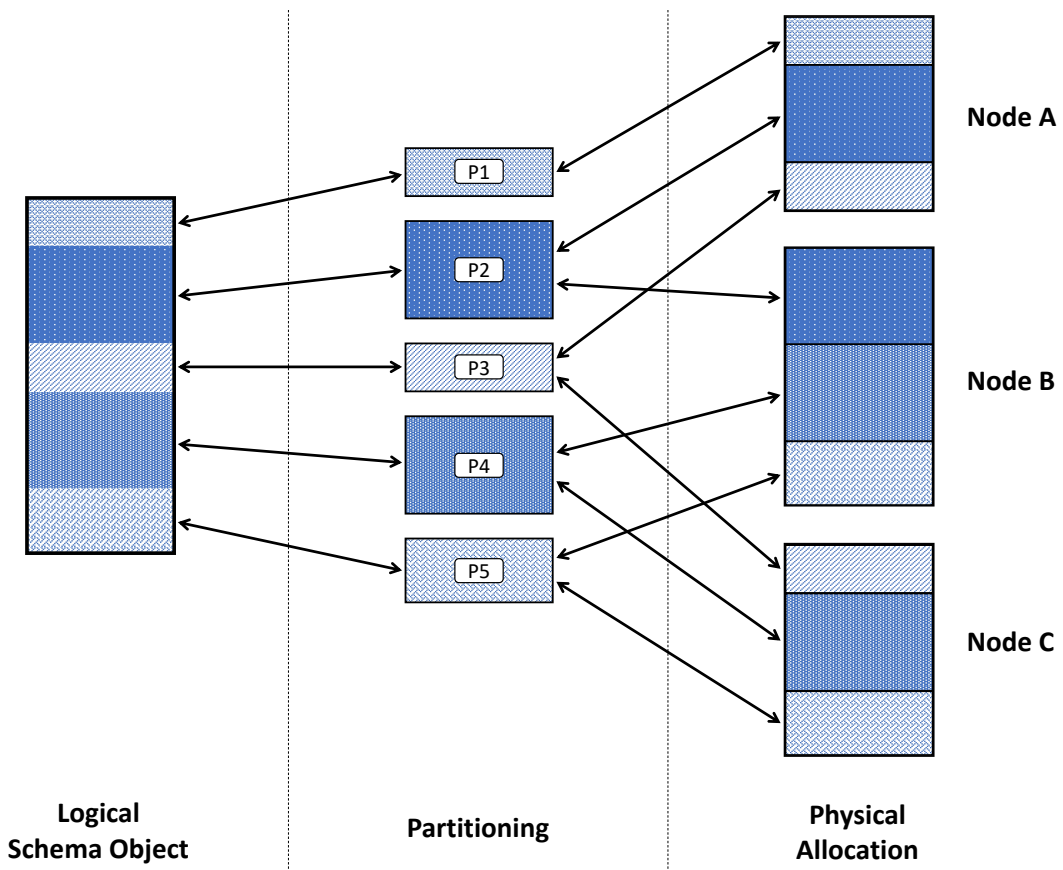 Node A
P1
P2
P3
Node B
P4
P5
Node C
Logical
Schema Object
Partitioning
Physical
Allocation